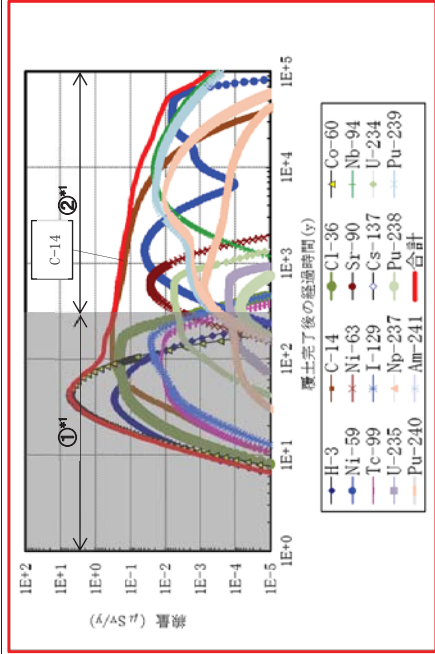 ①*1
②*1
C-14
線量 (μSv/y)
1E+2
1E+1
1E+0
1E-1
1E-2
1E-3
1E-4
1E-5
1E+0
1E+1
1E+2
1E+3
1E+4
1E+5
覆土完了後の経過時間(y)
H-3 C-14 Cl-36 Co-60
Ni-59 Ni-63 Sr-90 Nb-94
Tc-99 I-129 Cs-137 U-234
U-235 Np-237 Pu-238 Pu-239
Pu-240 Am-241 合計